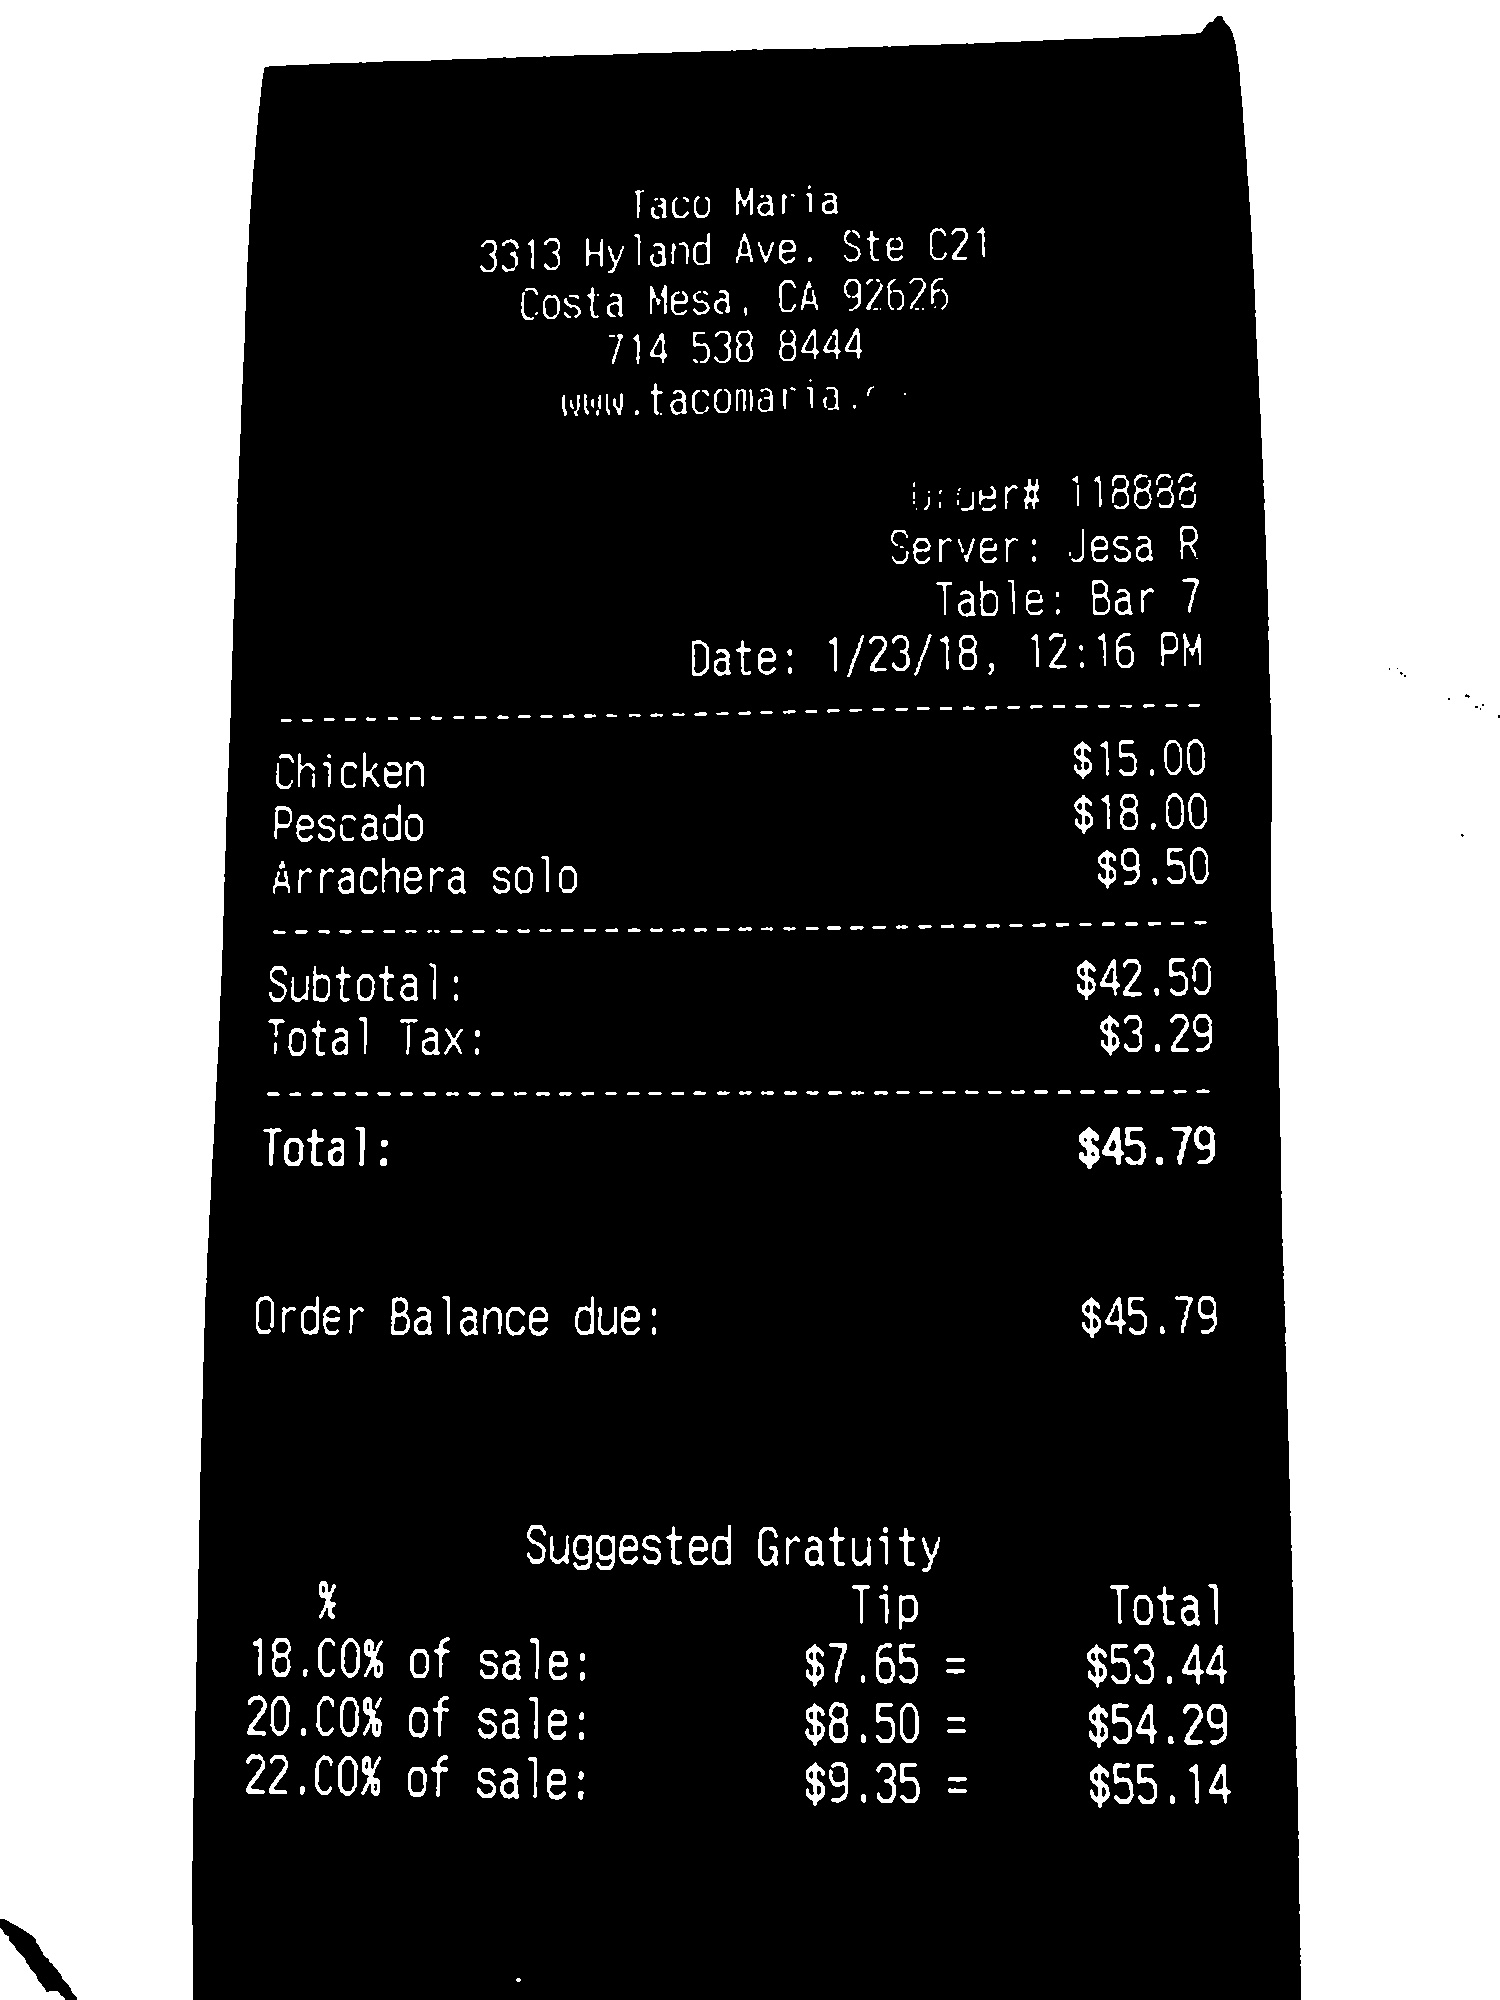 Taco Maria
3313 Hyland Ave. Ste C21
Costa Mesa, CA 92626
714 538 8444
www.tacomaria.
Order# 118888
Server: Jesa R
Table: Bar 7
Date: 1/23/18, 12:16 PM
Chicken $15.00
Pescado $18.00
Arrachera solo $9.50
Subtotal: $42.50
Total Tax: $3.29
Total: $45.79
Order Balance due: $45.79
Suggested Gratuity
% Tip Total
18.00% of sale: $7.65 = $53.44
20.00% of sale: $8.50 = $54.29
22.00% of sale: $9.35 = $55.14